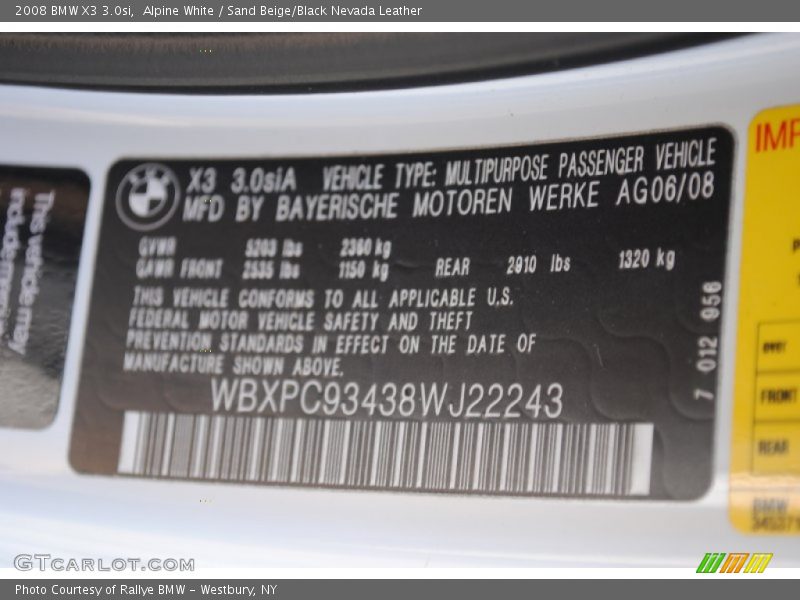 2008 BMW X3 3.0si,  Alpine White / Sand Beige/Black Nevada Leather
This vehicle may
BMW
X3 3.0siA VEHICLE TYPE: MULTIPURPOSE PASSENGER VEHICLE
MFD BY BAYERISCHE MOTOREN WERKE AG06/08
GVWR 5203 lbs 2360 kg
GAWR FRONT 2535 lbs 1150 kg REAR 2910 lbs 1320 kg
THIS VEHICLE CONFORMS TO ALL APPLICABLE U.S.
FEDERAL MOTOR VEHICLE SAFETY AND THEFT
PREVENTION STANDARDS IN EFFECT ON THE DATE OF
MANUFACTURE SHOWN ABOVE.
WBXPC93438WJ22243
7 012 056
IMP
FRONT
REAR
BMW
GTCARLOT.COM
Photo Courtesy of Rallye BMW - Westbury, NY